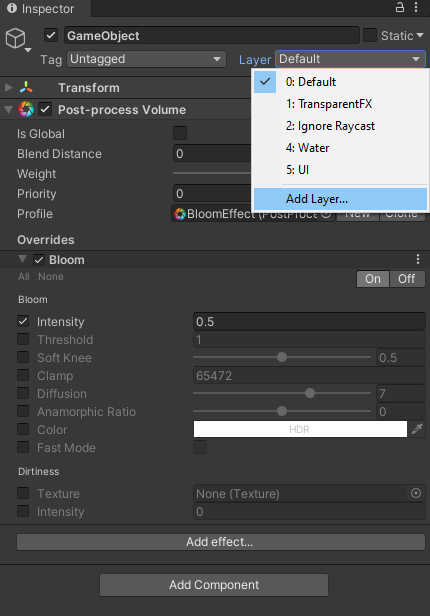 Inspector
GameObject
Static
Tag Untagged Layer Default
0: Default
1: TransparentFX
2: Ignore Raycast
4: Water
5: UI
Add Layer...
Transform
Post-process Volume
Is Global
Blend Distance 0
Weight
Priority 0
Profile BloomEffect (PostProce New Clone
Overrides
Bloom
All None On Off
Bloom
Intensity 0.5
Threshold 1
Soft Knee 0.5
Clamp 65472
Diffusion 7
Anamorphic Ratio 0
Color HDR
Fast Mode
Dirtiness
Texture None (Texture)
Intensity 0
Add effect...
Add Component